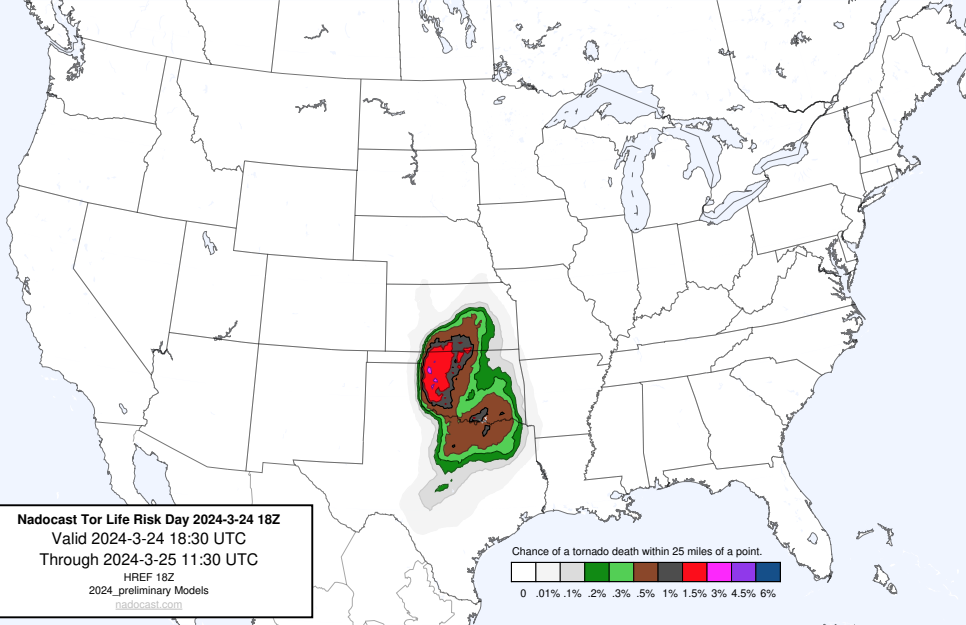 Nadocast Tor Life Risk Day 2024-3-24 18Z
Valid 2024-3-24 18:30 UTC
Through 2024-3-25 11:30 UTC
HREF 18Z
2024_preliminary Models
nadocast.com
Chance of a tornado death within 25 miles of a point.
0 .01% .1% .2% .3% .5% 1% 1.5% 3% 4.5% 6%